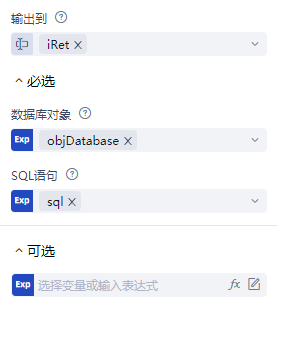 输出到
iRet
必选
数据库对象
Exp objDatabase
SQL语句
Exp sql
可选
Exp 选择变量或输入表达式 fx